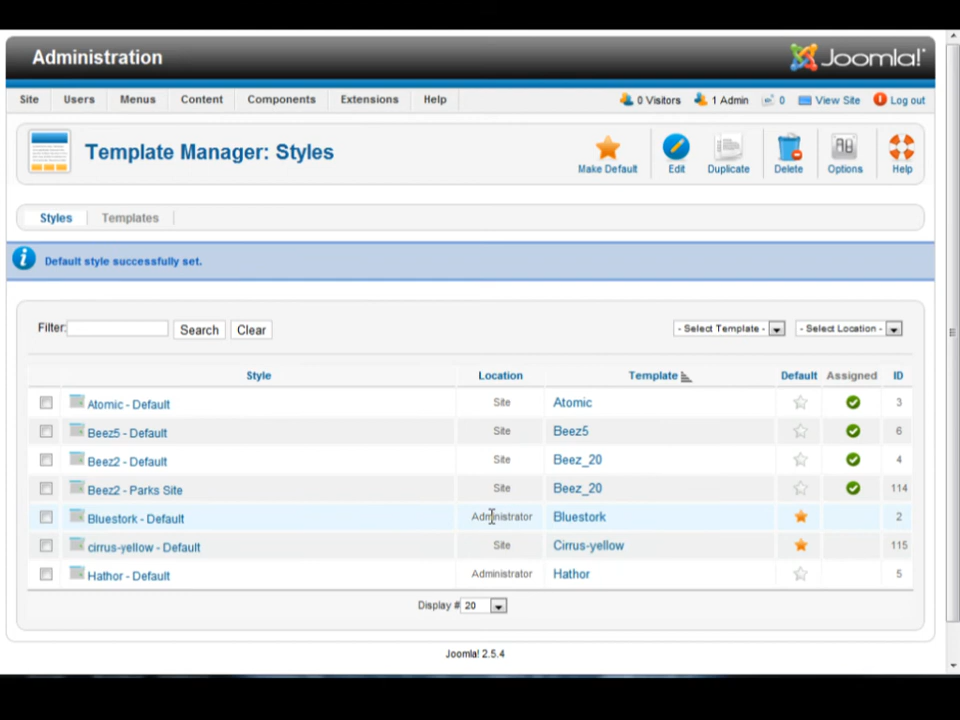 Administration
Joomla!
Site Users Menus Content Components Extensions Help 0 Visitors 1 Admin 0 View Site Log out
Template Manager: Styles
Make Default Edit Duplicate Delete Options Help
Styles Templates
Default style successfully set.
Filter: Search Clear - Select Template - - Select Location -
Style Location Template Default Assigned ID
Atomic - Default Site Atomic 3
Beez5 - Default Site Beez5 6
Beez2 - Default Site Beez_20 4
Beez2 - Parks Site Site Beez_20 114
Bluestork - Default Administrator Bluestork 2
cirrus-yellow - Default Site Cirrus-yellow 115
Hathor - Default Administrator Hathor 5
Display # 20
Joomla! 2.5.4